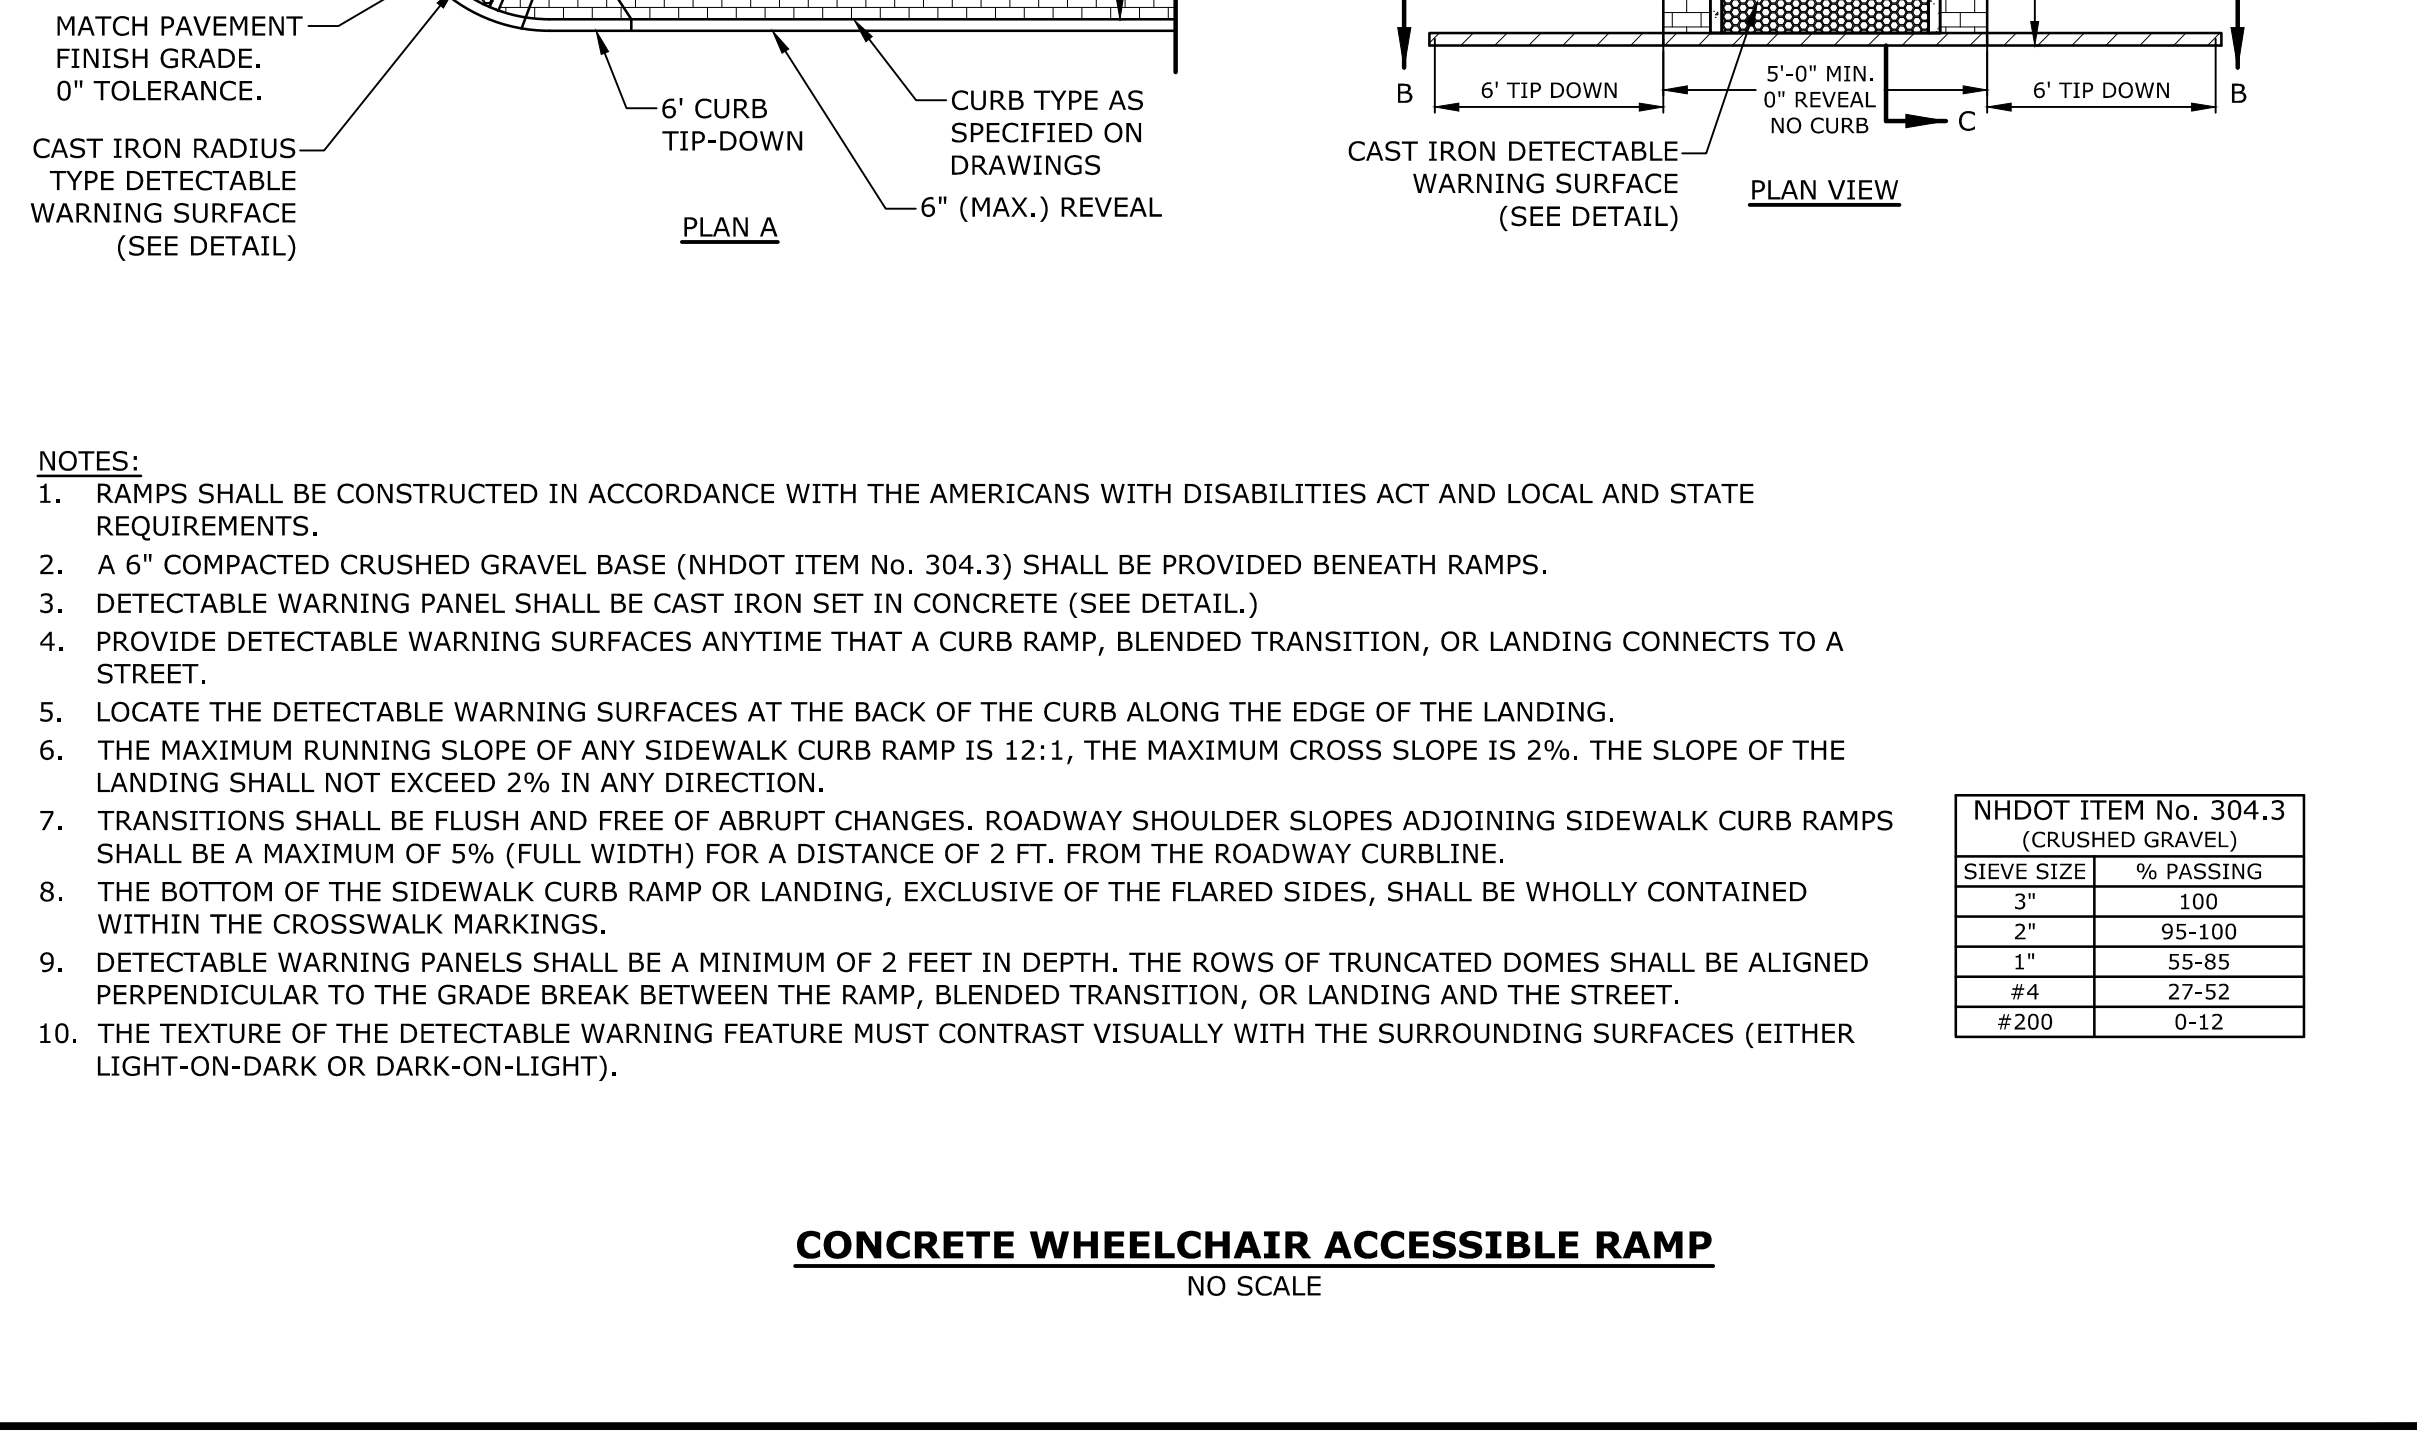 MATCH PAVEMENT
FINISH GRADE.
0" TOLERANCE.
CAST IRON RADIUS
TYPE DETECTABLE
WARNING SURFACE
(SEE DETAIL)
6' CURB
TIP-DOWN
CURB TYPE AS
SPECIFIED ON
DRAWINGS
6" (MAX.) REVEAL
PLAN A
B
6' TIP DOWN
5'-0" MIN.
0" REVEAL
NO CURB
C
6' TIP DOWN
B
CAST IRON DETECTABLE
WARNING SURFACE
(SEE DETAIL)
PLAN VIEW
NOTES:
1. RAMPS SHALL BE CONSTRUCTED IN ACCORDANCE WITH THE AMERICANS WITH DISABILITIES ACT AND LOCAL AND STATE
REQUIREMENTS.
2. A 6" COMPACTED CRUSHED GRAVEL BASE (NHDOT ITEM No. 304.3) SHALL BE PROVIDED BENEATH RAMPS.
3. DETECTABLE WARNING PANEL SHALL BE CAST IRON SET IN CONCRETE (SEE DETAIL.)
4. PROVIDE DETECTABLE WARNING SURFACES ANYTIME THAT A CURB RAMP, BLENDED TRANSITION, OR LANDING CONNECTS TO A
STREET.
5. LOCATE THE DETECTABLE WARNING SURFACES AT THE BACK OF THE CURB ALONG THE EDGE OF THE LANDING.
6. THE MAXIMUM RUNNING SLOPE OF ANY SIDEWALK CURB RAMP IS 12:1, THE MAXIMUM CROSS SLOPE IS 2%. THE SLOPE OF THE
LANDING SHALL NOT EXCEED 2% IN ANY DIRECTION.
7. TRANSITIONS SHALL BE FLUSH AND FREE OF ABRUPT CHANGES. ROADWAY SHOULDER SLOPES ADJOINING SIDEWALK CURB RAMPS
SHALL BE A MAXIMUM OF 5% (FULL WIDTH) FOR A DISTANCE OF 2 FT. FROM THE ROADWAY CURBLINE.
8. THE BOTTOM OF THE SIDEWALK CURB RAMP OR LANDING, EXCLUSIVE OF THE FLARED SIDES, SHALL BE WHOLLY CONTAINED
WITHIN THE CROSSWALK MARKINGS.
9. DETECTABLE WARNING PANELS SHALL BE A MINIMUM OF 2 FEET IN DEPTH. THE ROWS OF TRUNCATED DOMES SHALL BE ALIGNED
PERPENDICULAR TO THE GRADE BREAK BETWEEN THE RAMP, BLENDED TRANSITION, OR LANDING AND THE STREET.
10. THE TEXTURE OF THE DETECTABLE WARNING FEATURE MUST CONTRAST VISUALLY WITH THE SURROUNDING SURFACES (EITHER
LIGHT-ON-DARK OR DARK-ON-LIGHT).
NHDOT ITEM No. 304.3
(CRUSHED GRAVEL)
SIEVE SIZE % PASSING
3" 100
2" 95-100
1" 55-85
#4 27-52
#200 0-12
CONCRETE WHEELCHAIR ACCESSIBLE RAMP
NO SCALE